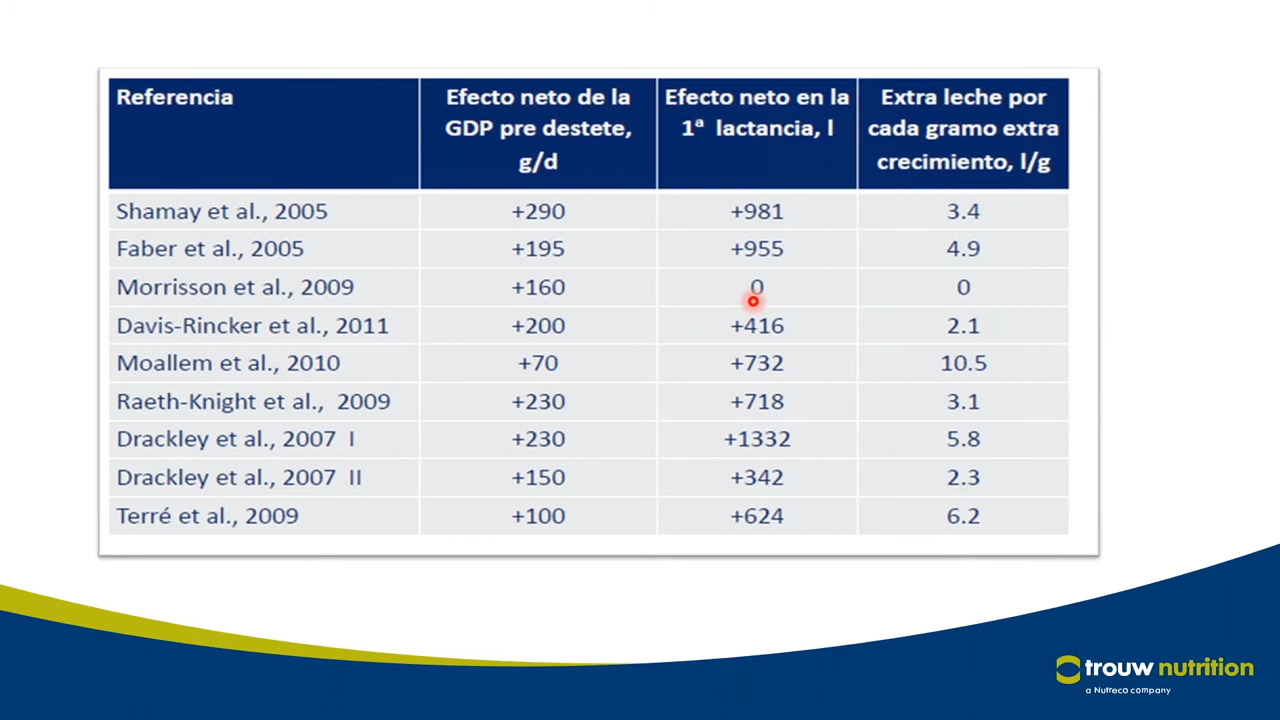 Referencia
Efecto neto de la
GDP pre destete,
g/d
Efecto neto en la
1ª lactancia, l
Extra leche por
cada gramo extra
crecimiento, l/g
Shamay et al., 2005 +290 +981 3.4
Faber et al., 2005 +195 +955 4.9
Morrisson et al., 2009 +160 0 0
Davis-Rincker et al., 2011 +200 +416 2.1
Moallem et al., 2010 +70 +732 10.5
Raeth-Knight et al., 2009 +230 +718 3.1
Drackley et al., 2007 I +230 +1332 5.8
Drackley et al., 2007 II +150 +342 2.3
Terré et al., 2009 +100 +624 6.2
trouw nutrition
a Nutreco company